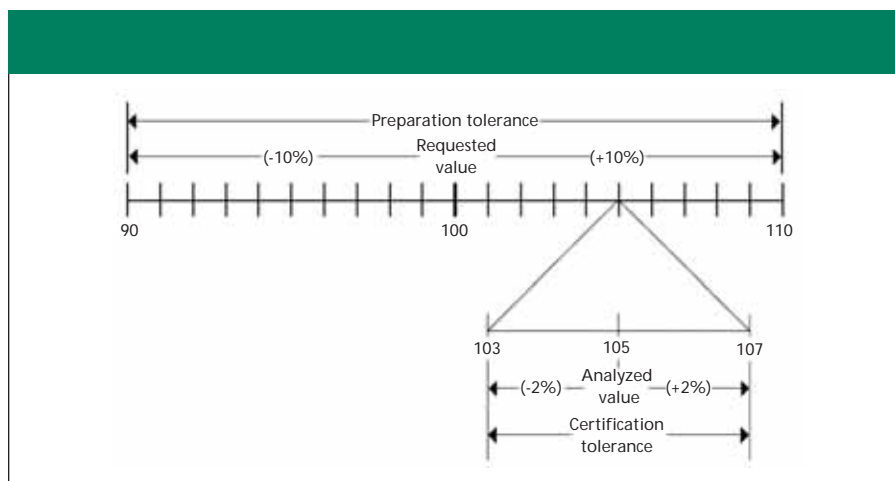 Preparation tolerance
(-10%) Requested value (+10%)
90 100 110
103 105 107
(-2%) Analyzed value (+2%)
Certification tolerance